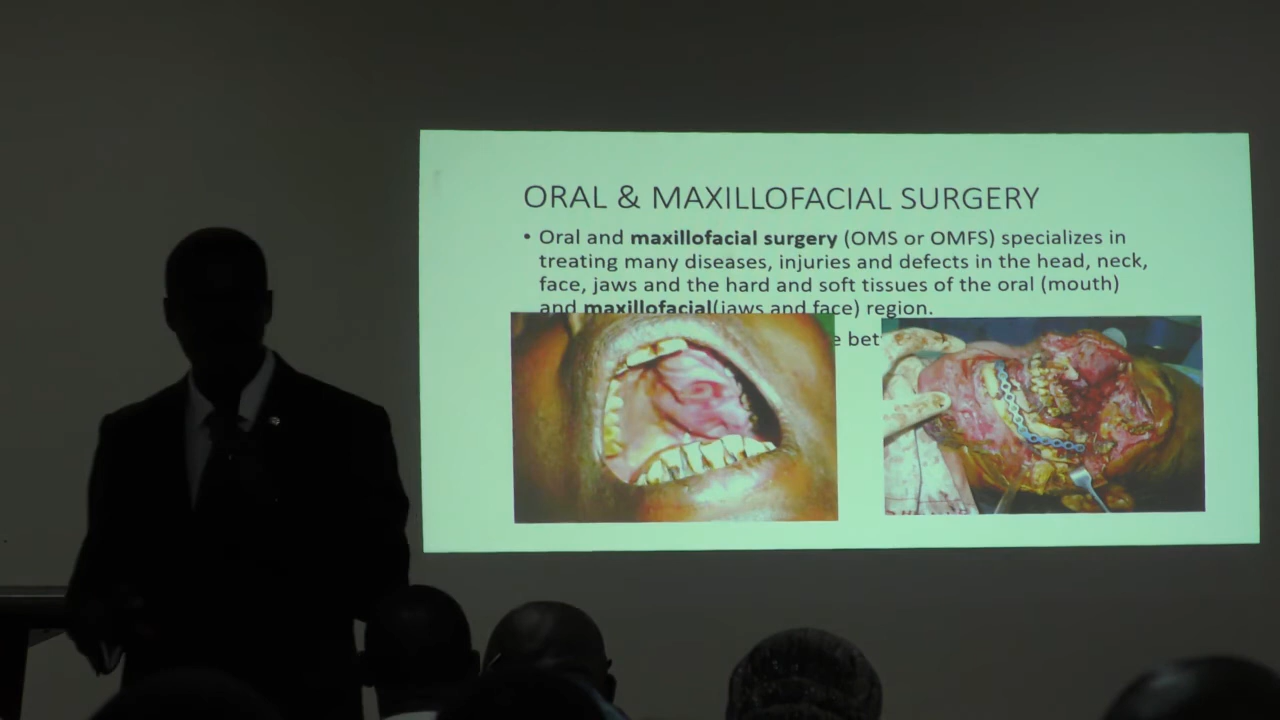 ORAL & MAXILLOFACIAL SURGERY
• Oral and maxillofacial surgery (OMS or OMFS) specializes in
treating many diseases, injuries and defects in the head, neck,
face, jaws and the hard and soft tissues of the oral (mouth)
and maxillofacial(jaws and face) region.